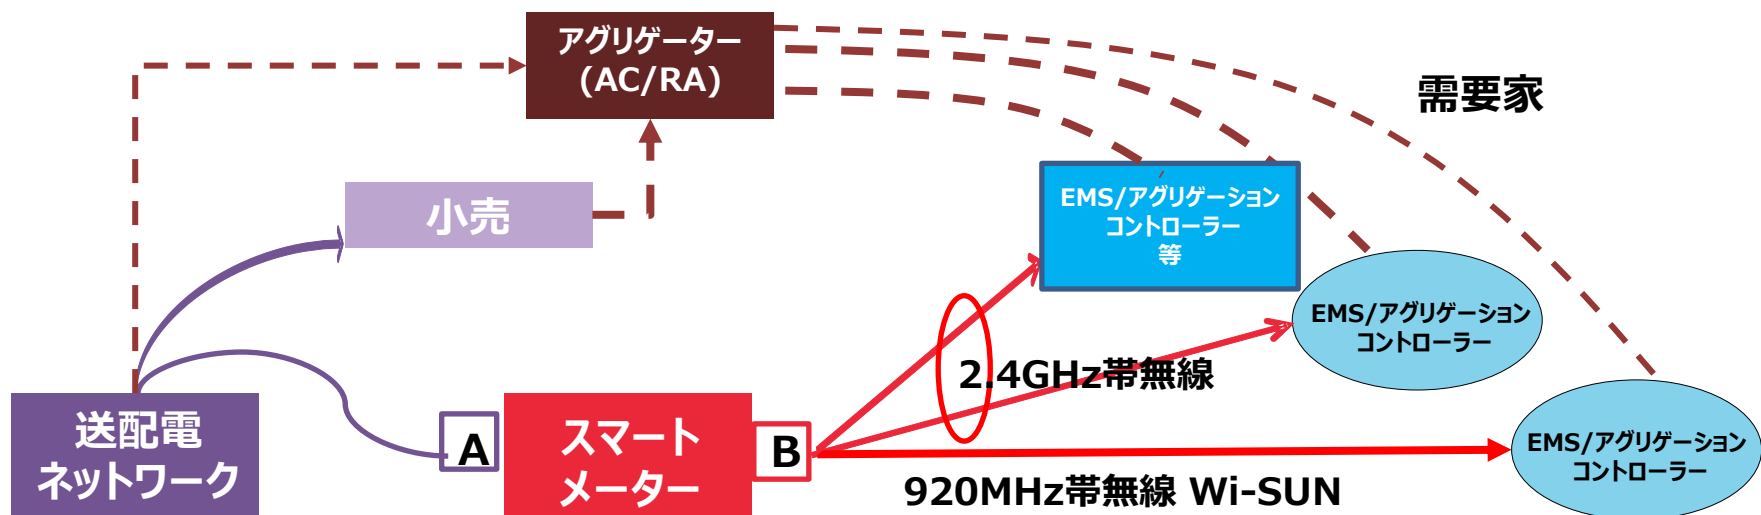 アグリゲーター
(AC/RA)
需要家
小売
EMS/アグリゲーション
コントローラー
等
EMS/アグリゲーション
コントローラー
2.4GHz帯無線
送配電
ネットワーク
A
スマート
メーター
B
EMS/アグリゲーション
コントローラー
920MHz帯無線 Wi-SUN